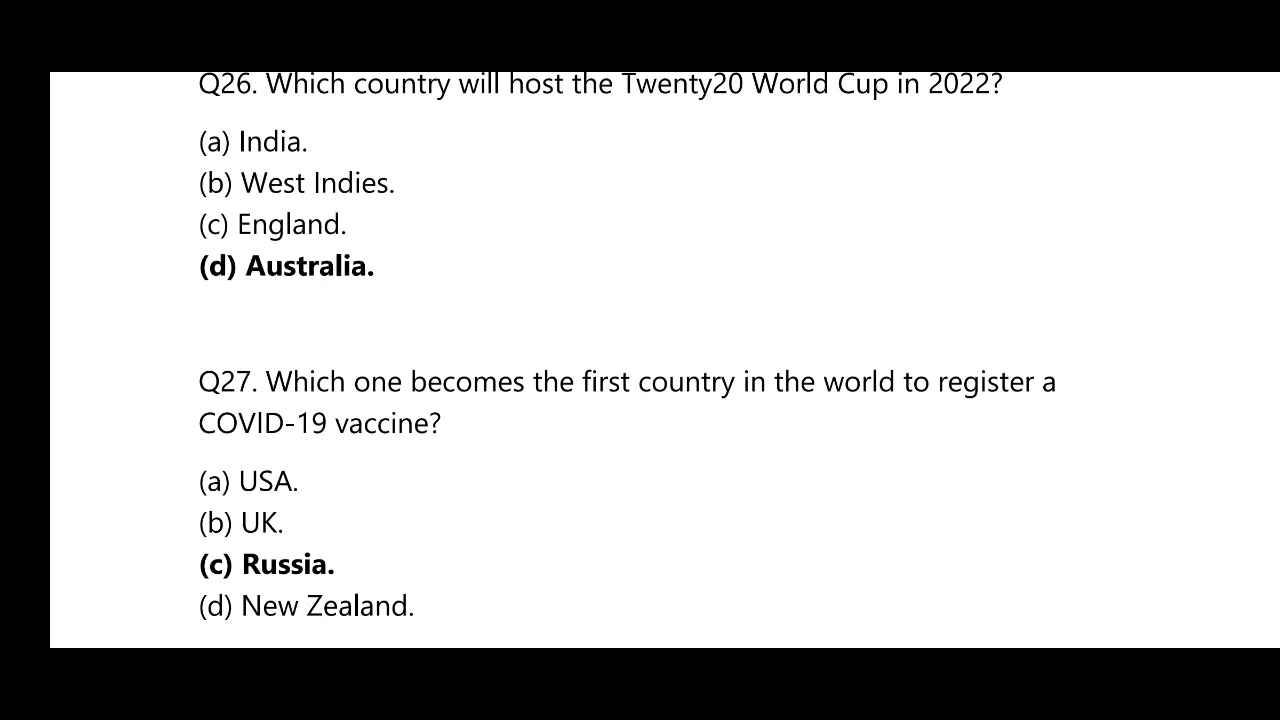 Q26. Which country will host the Twenty20 World Cup in 2022?
(a) India.
(b) West Indies.
(c) England.
(d) Australia.
Q27. Which one becomes the first country in the world to register a
COVID-19 vaccine?
(a) USA.
(b) UK.
(c) Russia.
(d) New Zealand.